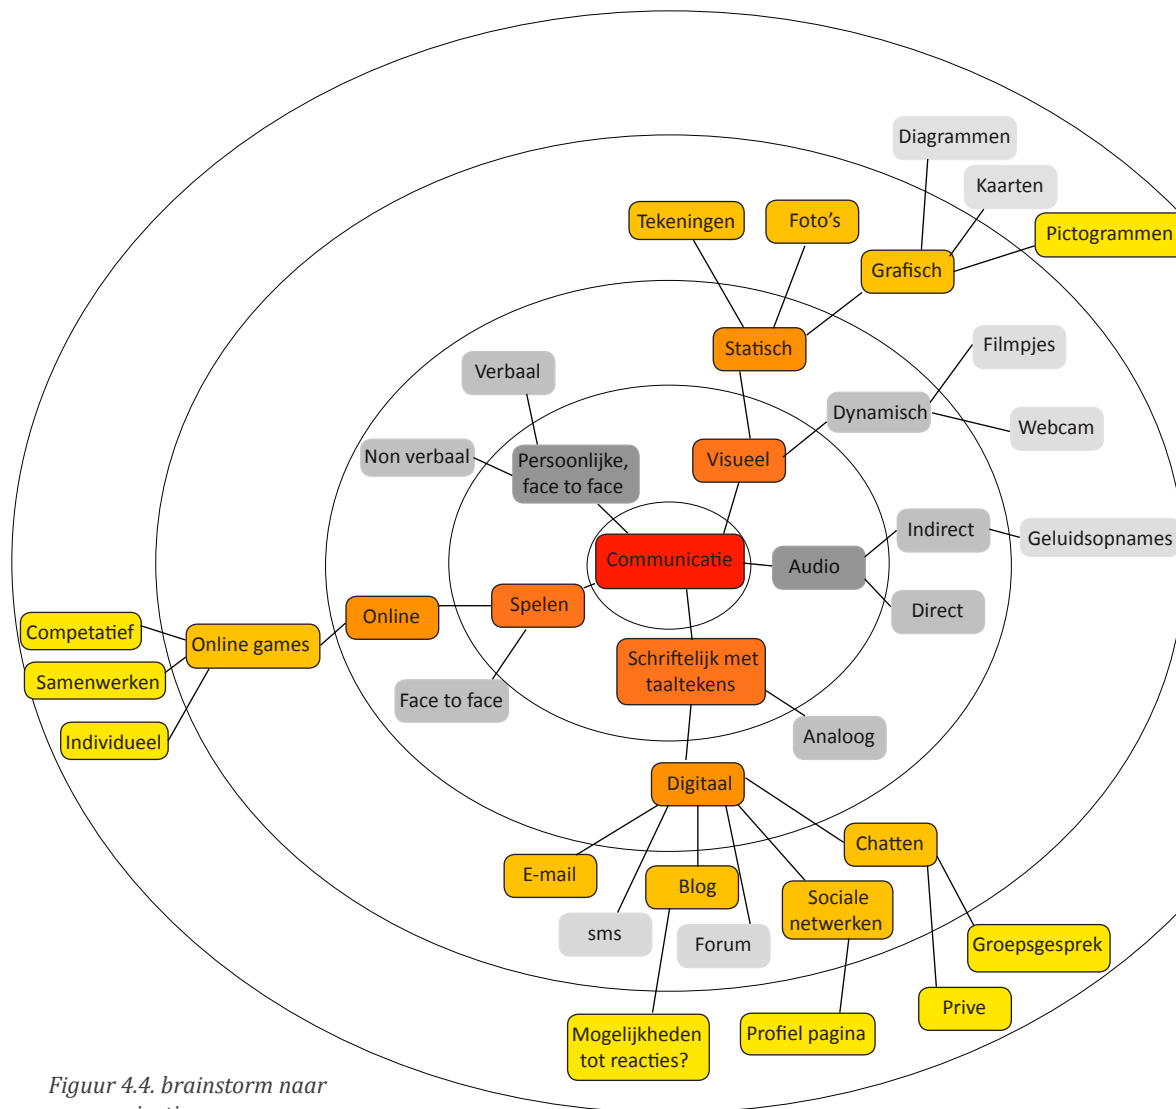 Diagrammen
Kaarten
Pictogrammen
Tekeningen
Foto's
Grafisch
Statisch
Filmpjes
Verbaal
Dynamisch
Webcam
Non verbaal
Persoonlijke,
face to face
Visueel
Indirect
Geluidsopnames
Communicatie
Audio
Direct
Spelen
Online
Competatief
Online games
Samenwerken
Individueel
Schriftelijk met
taaltekens
Face to face
Analoog
Digitaal
Chatten
E-mail
Blog
Sociale
netwerken
sms
Forum
Groepsgesprek
Prive
Mogelijkheden
tot reacties?
Profiel pagina
Figuur 4.4. brainstorm naar